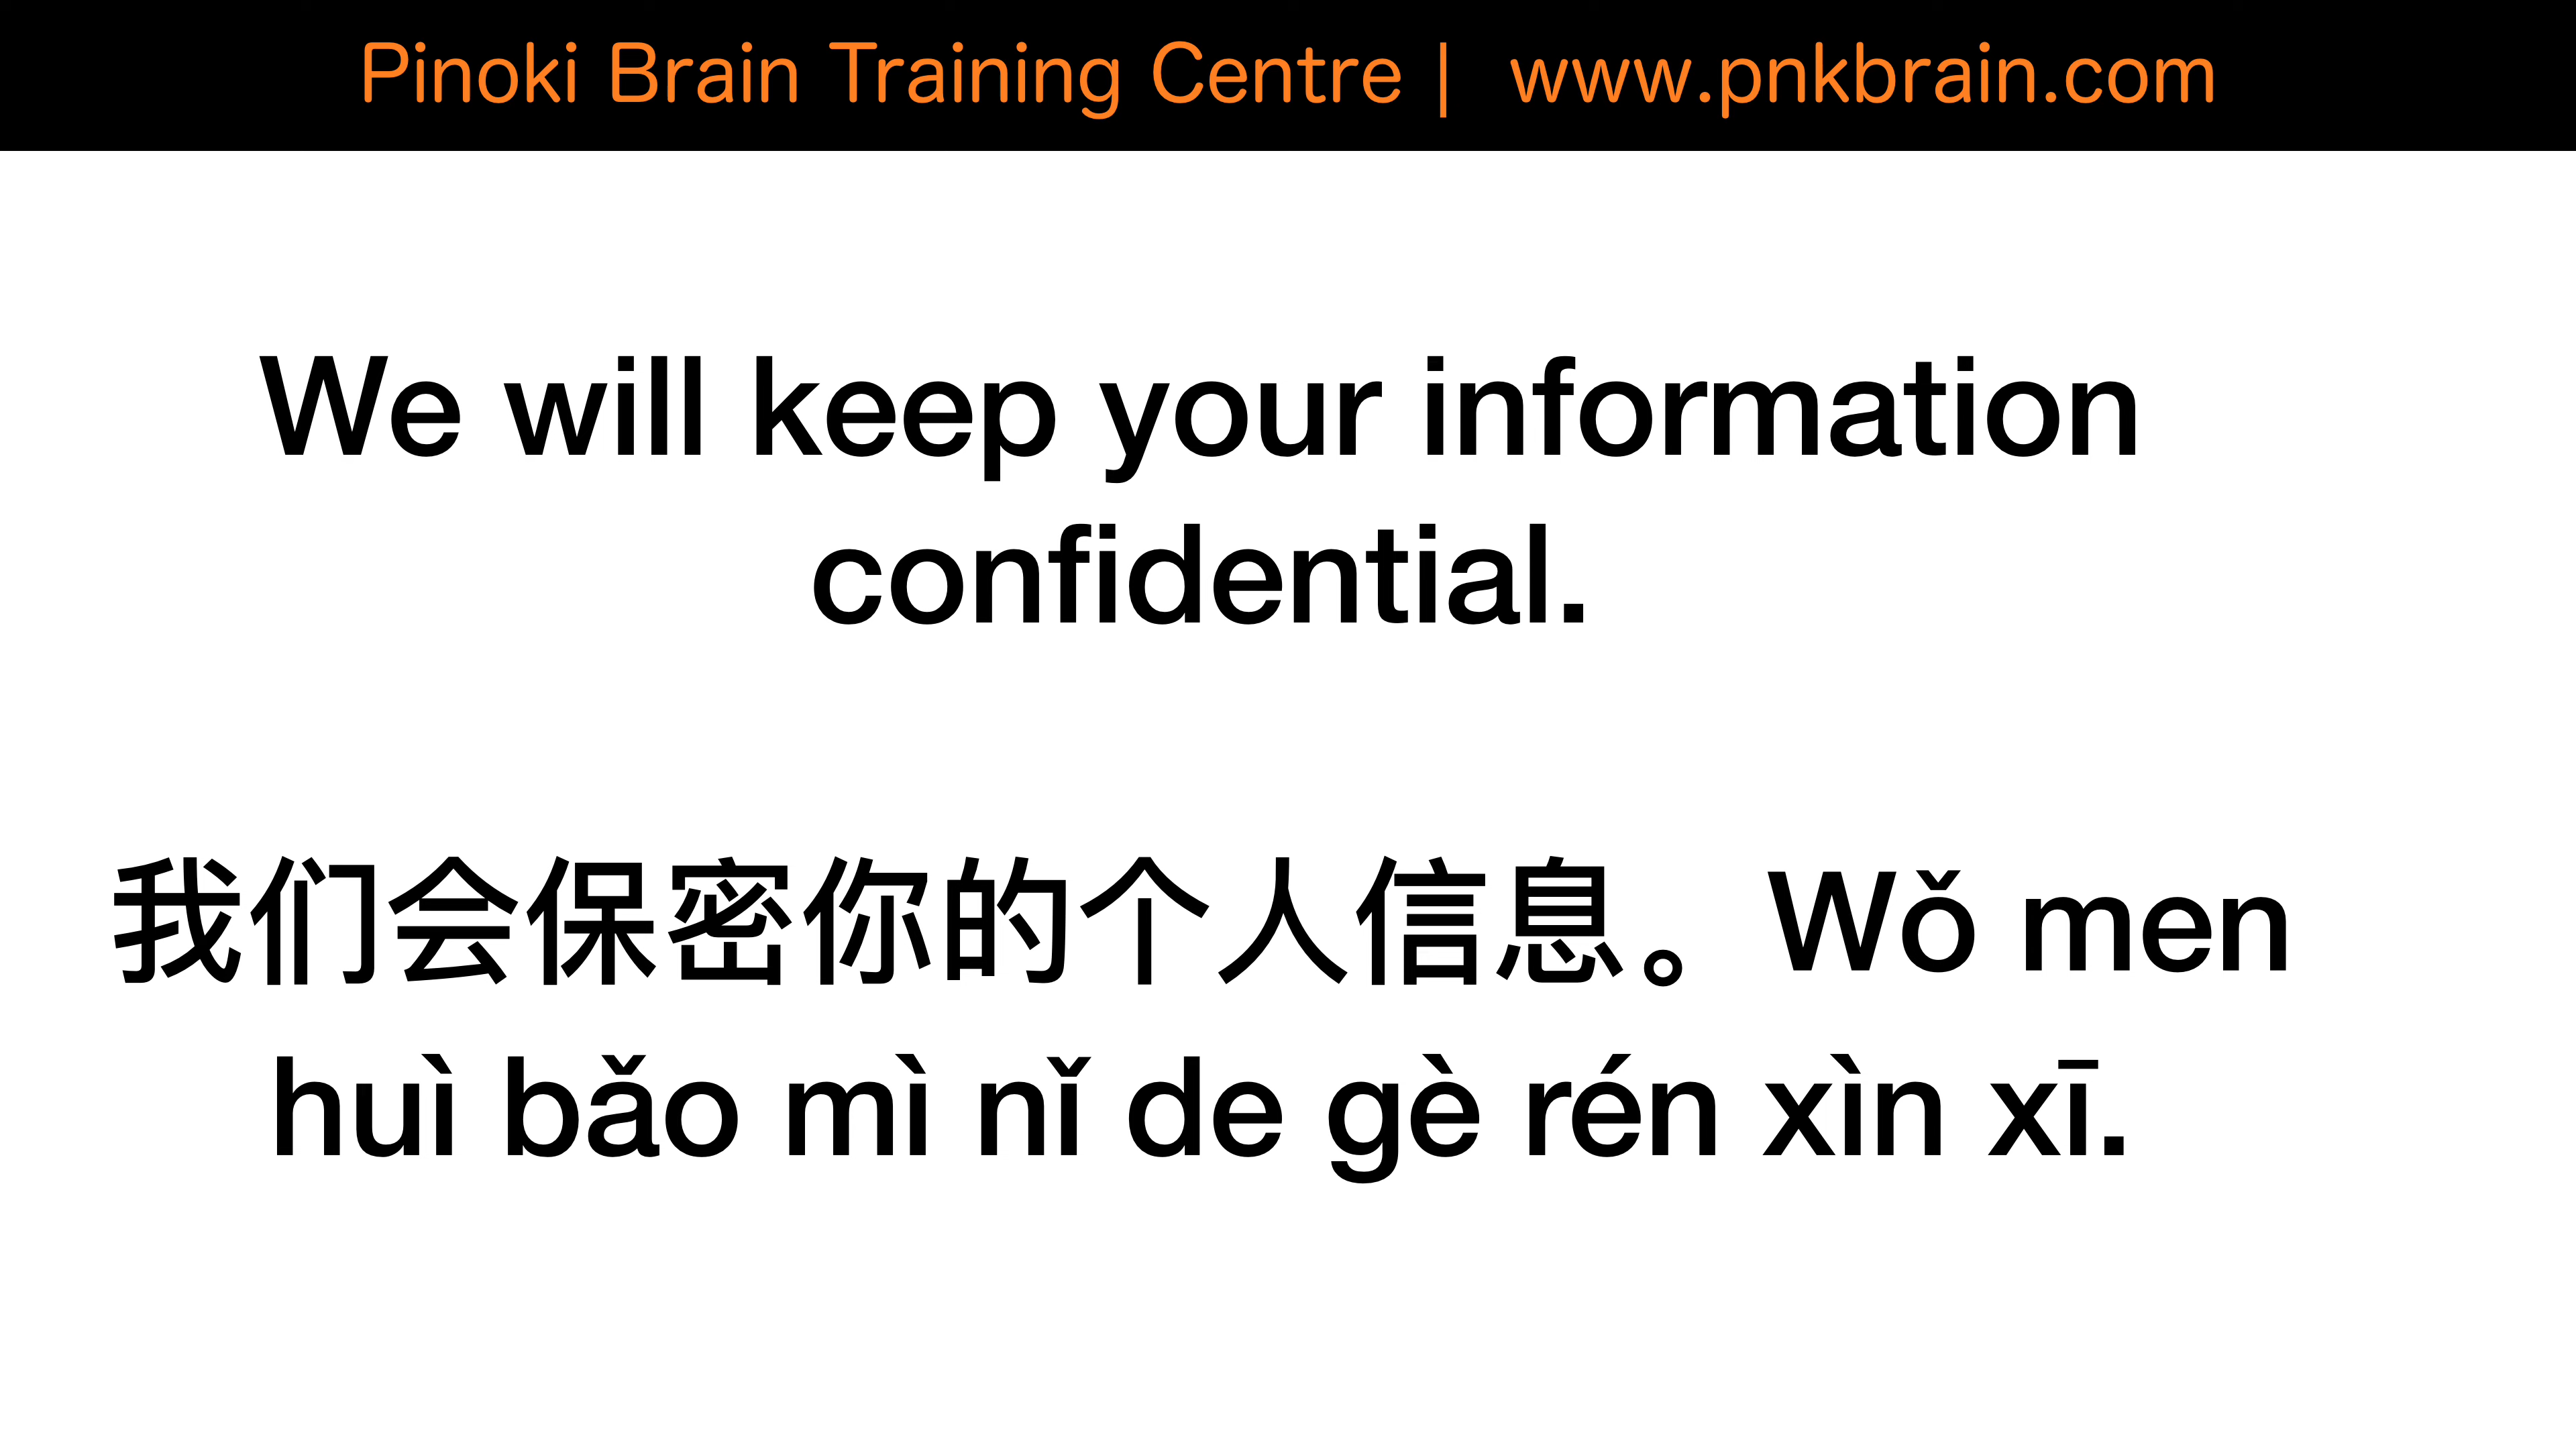 Pinoki Brain Training Centre | www.pnkbrain.com
We will keep your information
confidential.
我们会保密你的个人信息。Wǒ men
huì bǎo mì nǐ de gè rén xìn xī.